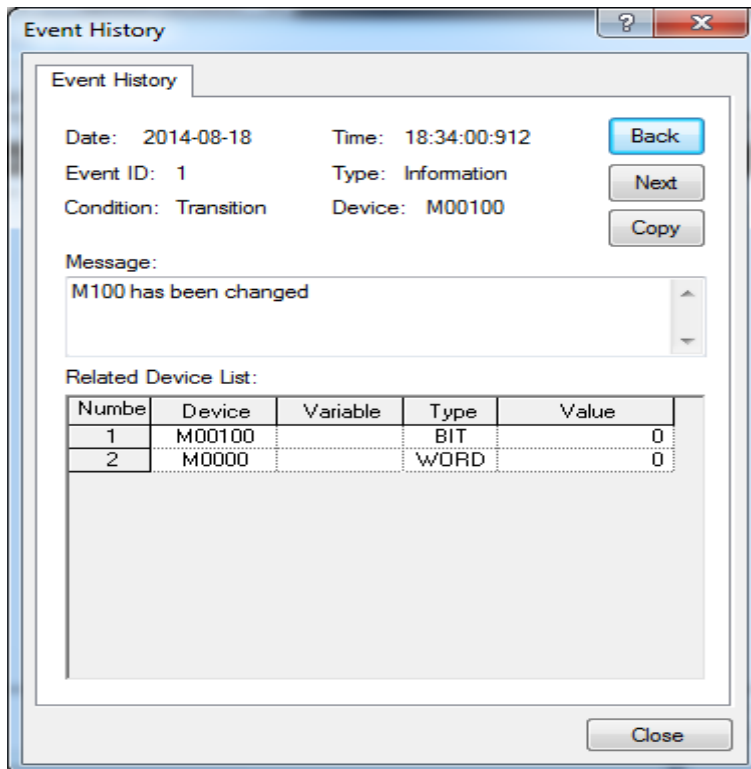 Event History
?
X
Event History
Date: 2014-08-18 Time: 18:34:00:912 Back
Event ID: 1 Type: Information Next
Condition: Transition Device: M00100 Copy
Message:
M100 has been changed
Related Device List:
Numbe Device Variable Type Value
1 M00100 BIT 0
2 M0000 WORD 0
Close